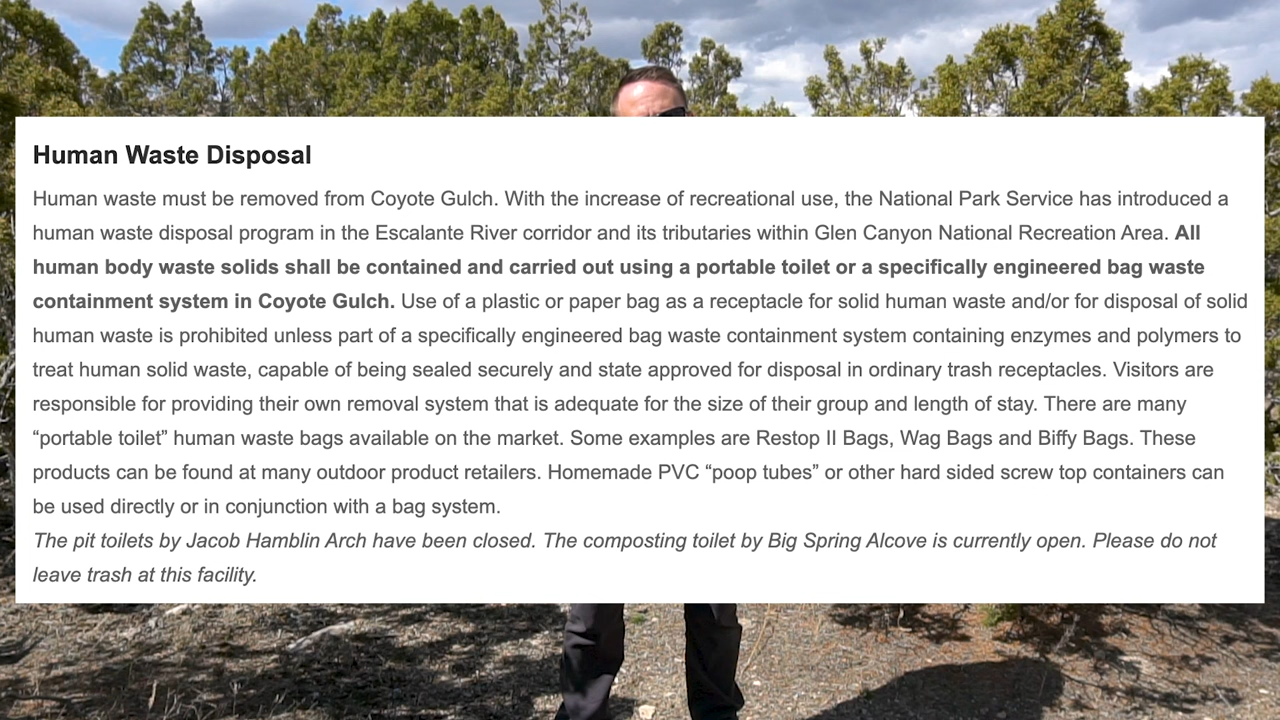 Human Waste Disposal
Human waste must be removed from Coyote Gulch. With the increase of recreational use, the National Park Service has introduced a
human waste disposal program in the Escalante River corridor and its tributaries within Glen Canyon National Recreation Area. All
human body waste solids shall be contained and carried out using a portable toilet or a specifically engineered bag waste
containment system in Coyote Gulch. Use of a plastic or paper bag as a receptacle for solid human waste and/or for disposal of solid
human waste is prohibited unless part of a specifically engineered bag waste containment system containing enzymes and polymers to
treat human solid waste, capable of being sealed securely and state approved for disposal in ordinary trash receptacles. Visitors are
responsible for providing their own removal system that is adequate for the size of their group and length of stay. There are many
“portable toilet” human waste bags available on the market. Some examples are Restop II Bags, Wag Bags and Biffy Bags. These
products can be found at many outdoor product retailers. Homemade PVC “poop tubes” or other hard sided screw top containers can
be used directly or in conjunction with a bag system.
The pit toilets by Jacob Hamblin Arch have been closed. The composting toilet by Big Spring Alcove is currently open. Please do not
leave trash at this facility.